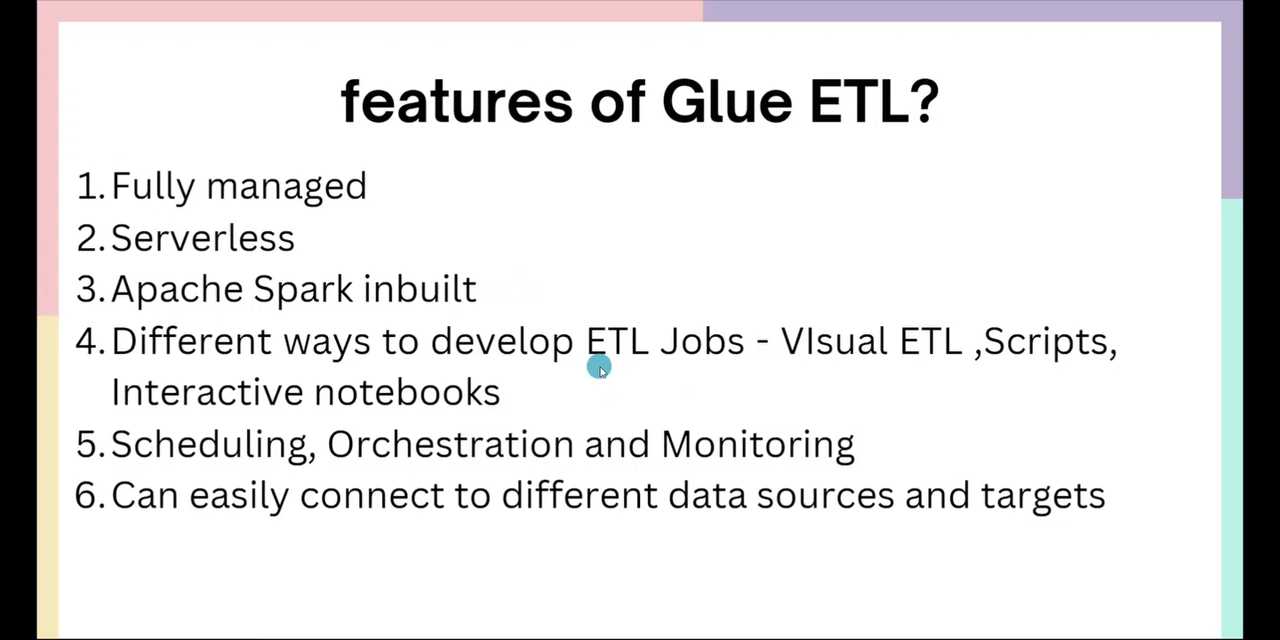 features of Glue ETL?
1. Fully managed
2. Serverless
3. Apache Spark inbuilt
4. Different ways to develop ETL Jobs - VIsual ETL ,Scripts,
Interactive notebooks
5. Scheduling, Orchestration and Monitoring
6. Can easily connect to different data sources and targets